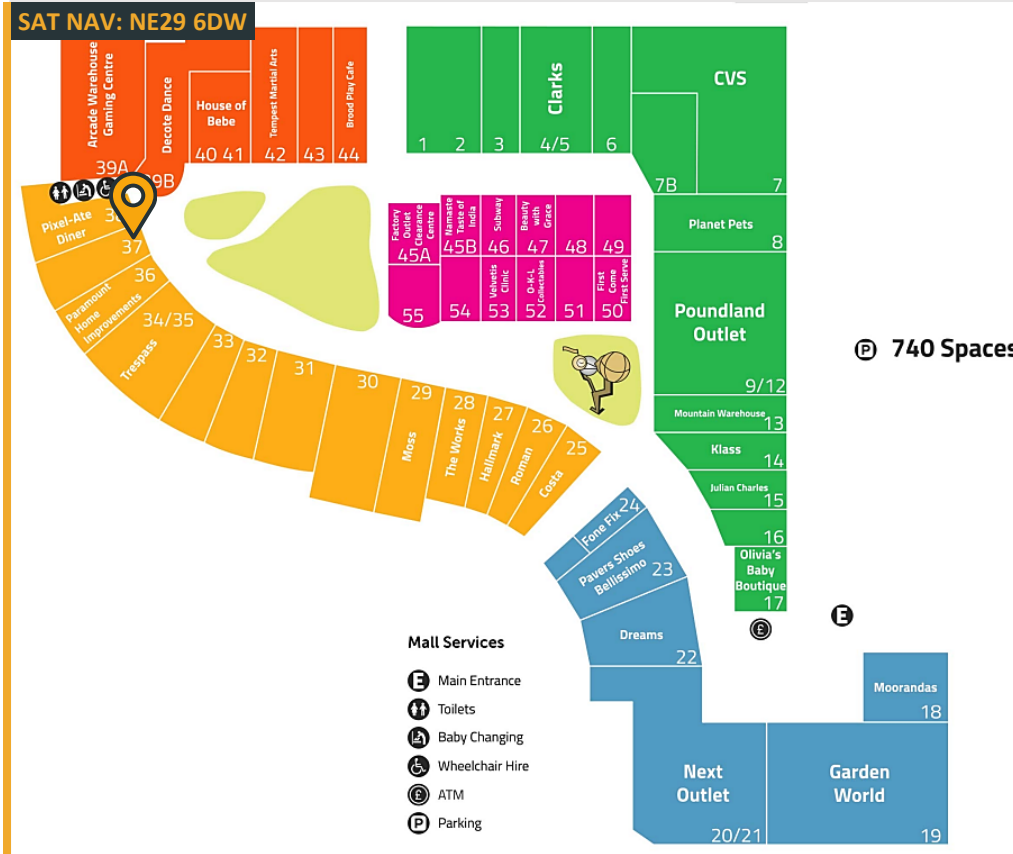 SAT NAV: NE29 6DW
Arcade Warehouse
Gaming Centre
39A
Decote Dance
39B
House of
Bebe
40 41
Tempest Martial Arts
42
43
Brood Play Cafe
44
1
2
3
Clarks
4/5
6
CVS
7B
7
Planet Pets
8
Poundland
Outlet
9/12
Mountain Warehouse
13
Klass
14
Julian Charles
15
16
Olivia's
Baby
Boutique
17
£
E
P 740 Spaces
Factory
Outlet
Clearance
Centre
45A
Namaste
Taste of
India
45B
Subway
46
Beauty
with
Grace
47
48
49
55
54
Velvetis
Clinic
53
O-K-L
Collectables
52
51
First
Come
First Serve
50
Pixel-Ate
Diner
37
36
Paramount
Home
Improvements
34/35
Trespass
33
32
31
30
29
Moss
28
The Works
27
Hallmark
26
Roman
25
Costa
Fone Fix 24
Pavers Shoes
Bellissimo
23
Dreams
22
Next
Outlet
20/21
Garden
World
19
Moorandas
18
Mall Services
E Main Entrance
Toilets
Baby Changing
Wheelchair Hire
£ ATM
P Parking